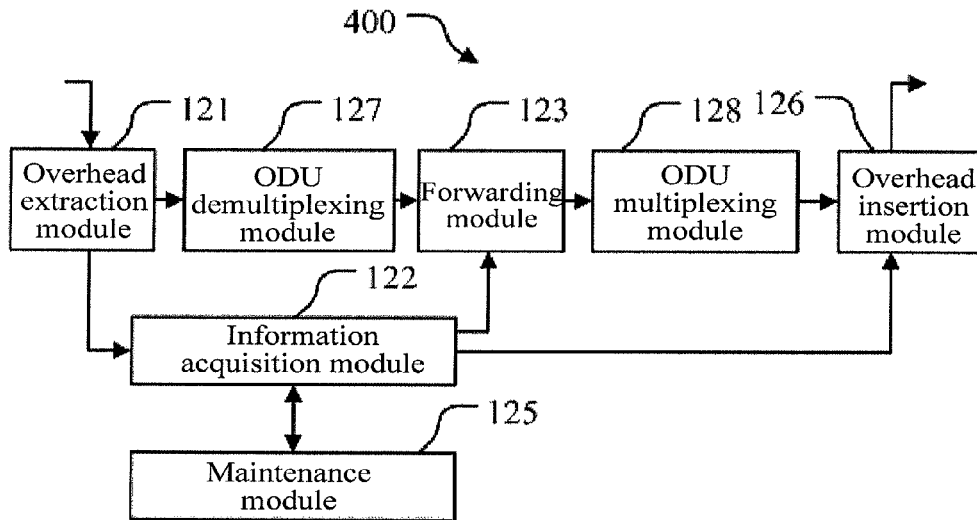 400
121
127
123
128
126
Overhead
extraction
module
ODU
demultiplexing
module
Forwarding
module
ODU
multiplexing
module
Overhead
insertion
module
122
Information
acquisition module
125
Maintenance
module